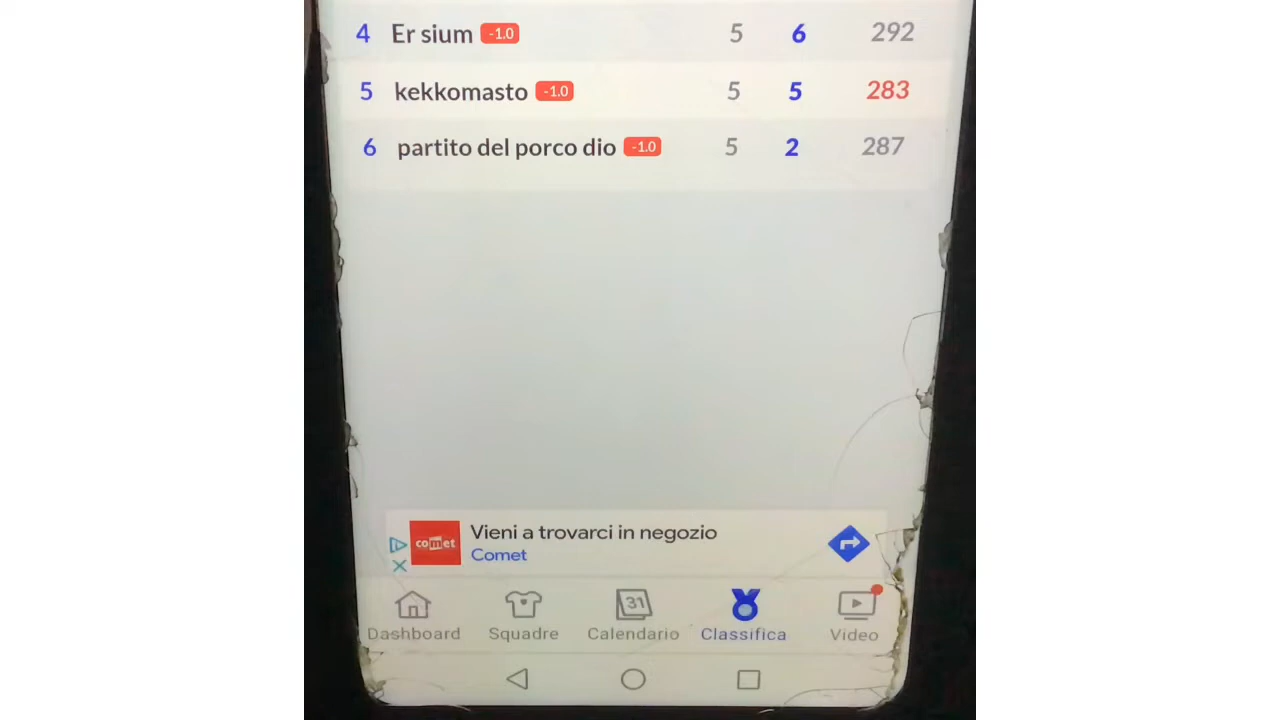 4 Er sium -1.0 5 6 292
5 kekkomasto -1.0 5 5 283
6 partito del porco dio -1.0 5 2 287
comet Vieni a trovarci in negozio
Comet
31
Dashboard Squadre Calendario Classifica Video